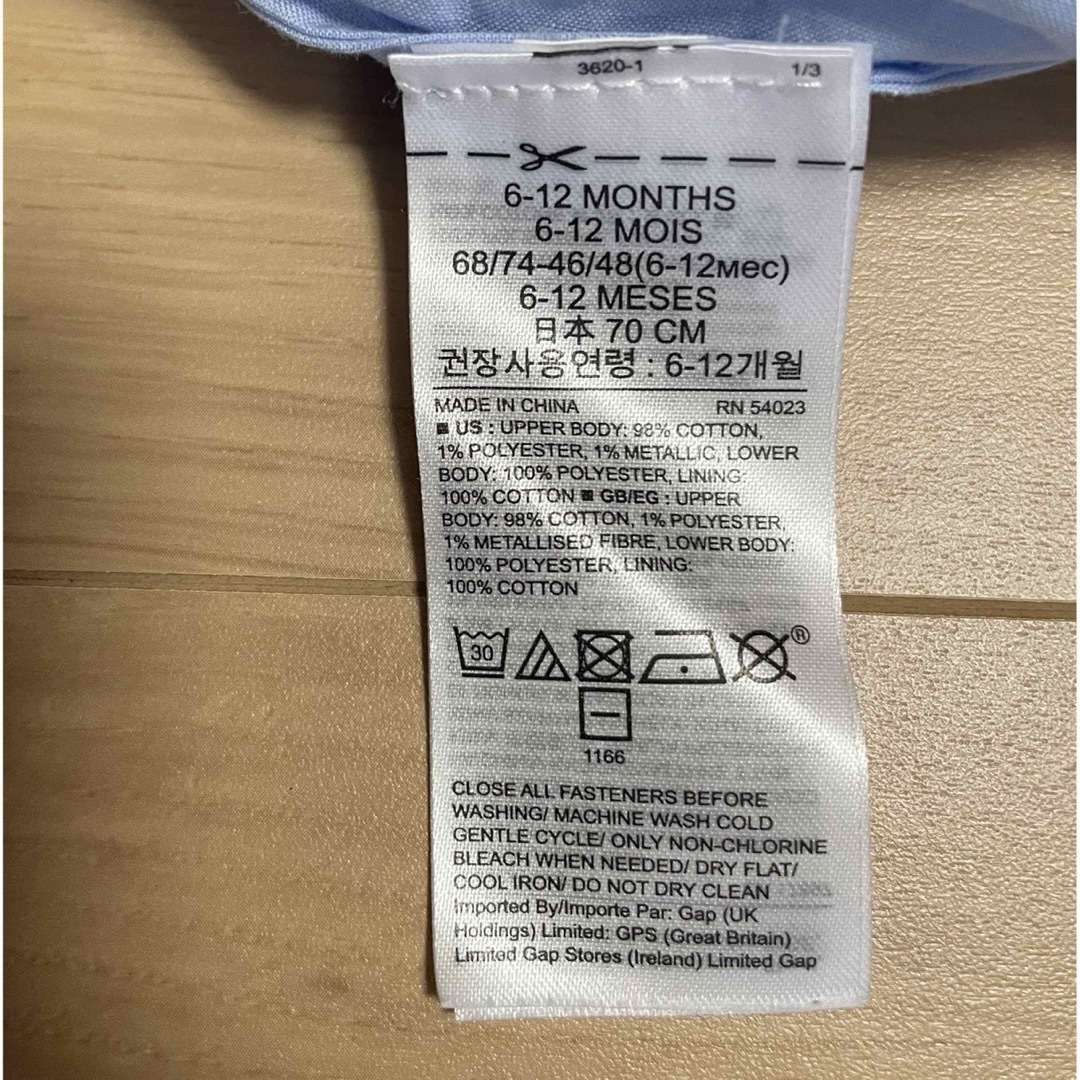 3620-1 1/3
6-12 MONTHS
6-12 MOIS
68/74-46/48(6-12мес)
6-12 MESES
日本 70 CM
권장사용연령 : 6-12개월
MADE IN CHINA RN 54023
■ US : UPPER BODY: 98% COTTON,
1% POLYESTER, 1% METALLIC, LOWER
BODY: 100% POLYESTER, LINING:
100% COTTON ■ GB/EG : UPPER
BODY: 98% COTTON, 1% POLYESTER,
1% METALLISED FIBRE, LOWER BODY:
100% POLYESTER, LINING:
100% COTTON
30 ®
1166
CLOSE ALL FASTENERS BEFORE
WASHING/ MACHINE WASH COLD
GENTLE CYCLE/ ONLY NON-CHLORINE
BLEACH WHEN NEEDED/ DRY FLAT/
COOL IRON/ DO NOT DRY CLEAN
Imported By/Importe Par: Gap (UK
Holdings) Limited: GPS (Great Britain)
Limited Gap Stores (Ireland) Limited Gap